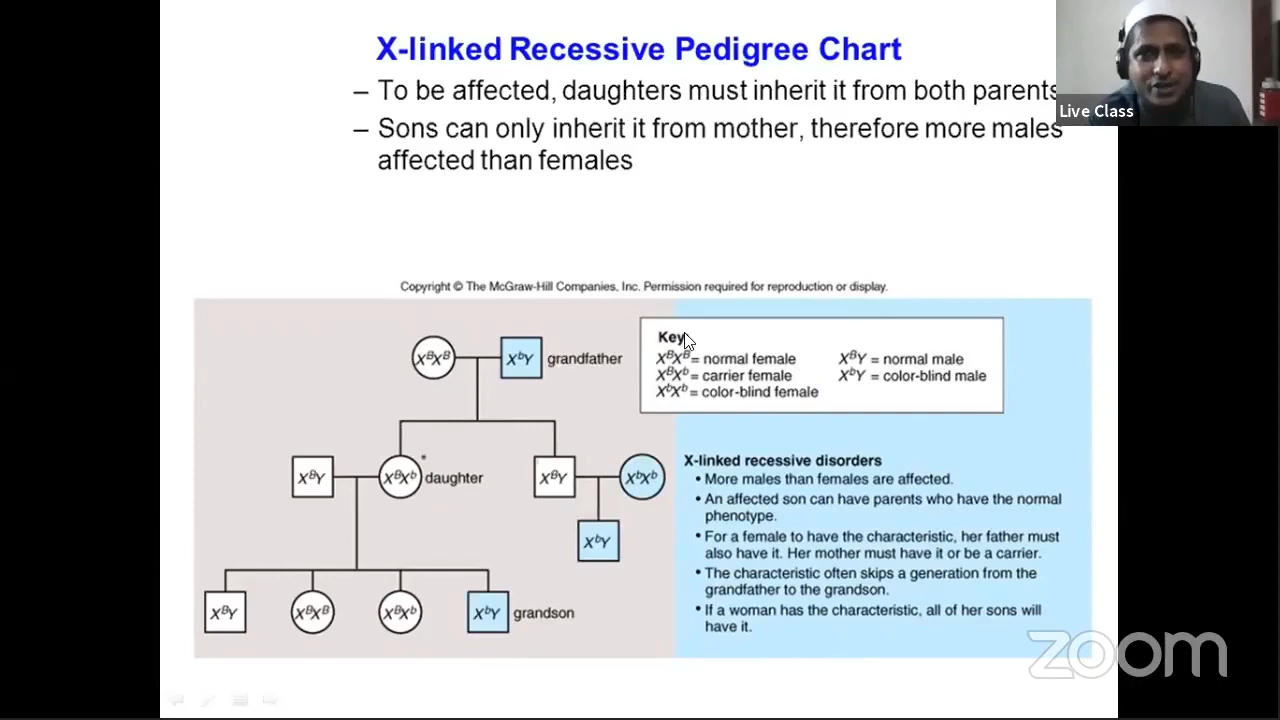 X-linked Recessive Pedigree Chart
– To be affected, daughters must inherit it from both parents
– Sons can only inherit it from mother, therefore more males
affected than females
Live Class
Copyright © The McGraw-Hill Companies, Inc. Permission required for reproduction or display.
XᴮXᴮ XᵇY grandfather
Key
XᴮXᴮ = normal female XᴮY = normal male
XᴮXᵇ = carrier female XᵇY = color-blind male
XᵇXᵇ = color-blind female
XᴮY XᴮXᵇ * daughter XᴮY XᵇXᵇ
XᵇY
XᴮY XᴮXᴮ XᴮXᵇ XᵇY grandson
X-linked recessive disorders
• More males than females are affected.
• An affected son can have parents who have the normal
phenotype.
• For a female to have the characteristic, her father must
also have it. Her mother must have it or be a carrier.
• The characteristic often skips a generation from the
grandfather to the grandson.
• If a woman has the characteristic, all of her sons will
have it.
zoom